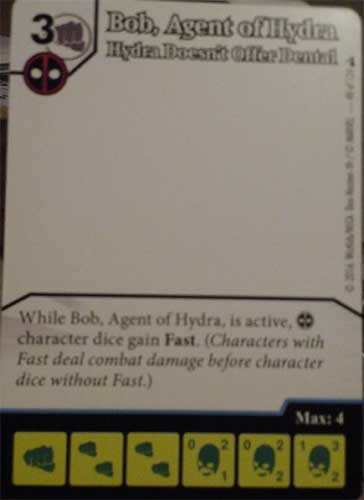 3
Bob, Agent of Hydra
Hydra Doesn't Offer Dental
While Bob, Agent of Hydra, is active,
character dice gain Fast. (Characters with
Fast deal combat damage before character
dice without Fast.)
Max: 4
0 2
1
0 2
2
1 3
2